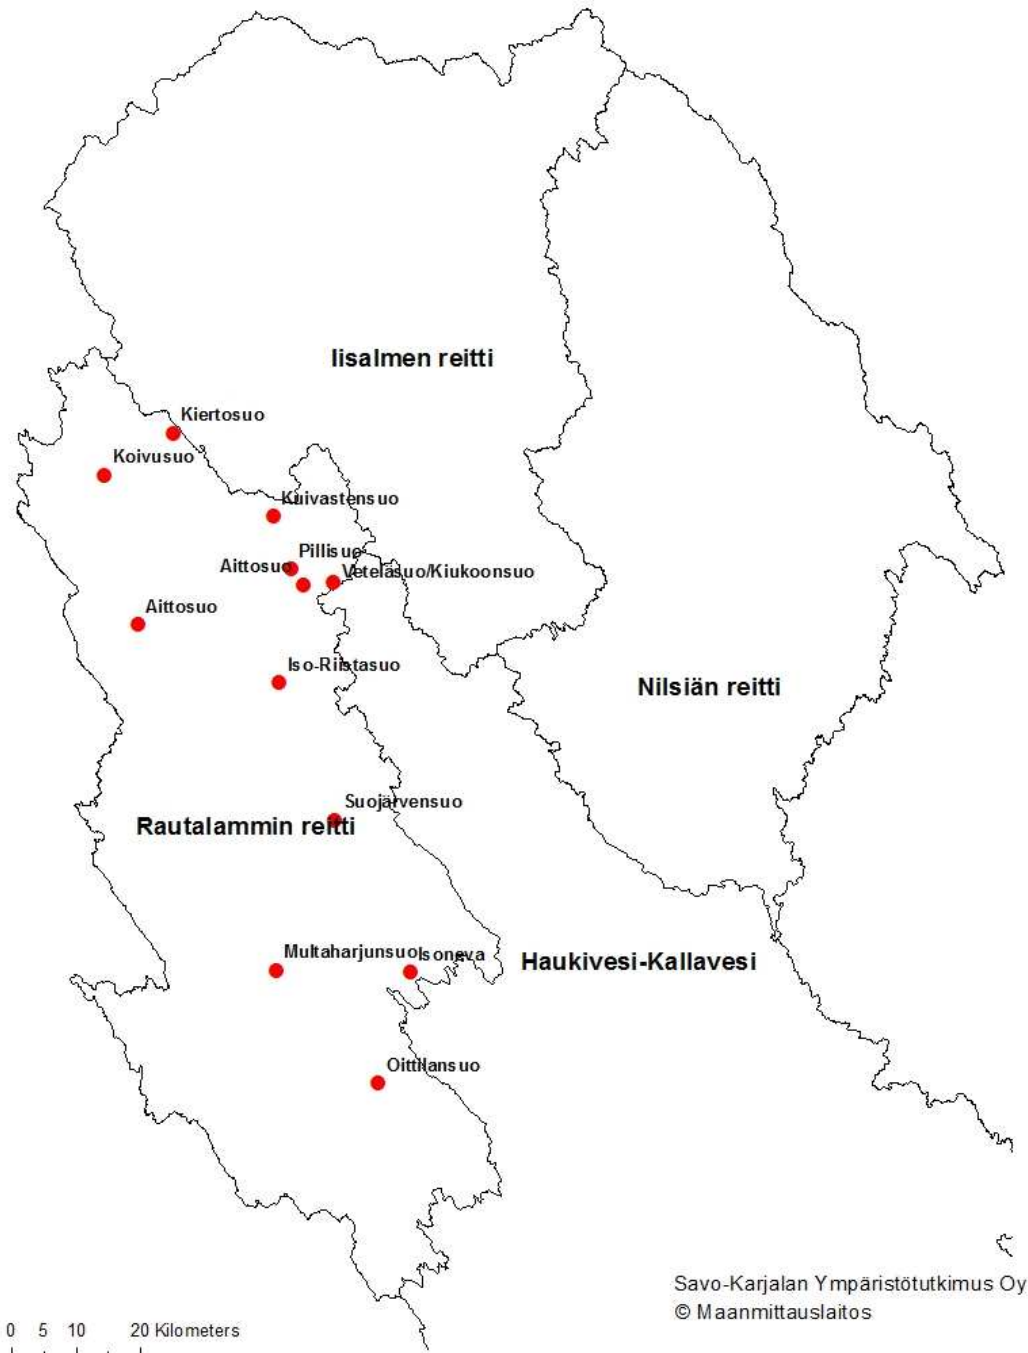 Iisalmen reitti
Kiertosuo
Koivusuo
Kuivastensuo
Pillisuo
Aittosuo
Vetelasuo/Kiukoonsuo
Aittosuo
Iso-Riistasuo
Nilsiän reitti
Suojärvensuo
Rautalammin reitti
Multaharjunsuo
Isoneva
Haukivesi-Kallavesi
Oittilansuo
Savo-Karjalan Ympäristötutkimus Oy
© Maanmittauslaitos
0 5 10 20 Kilometers